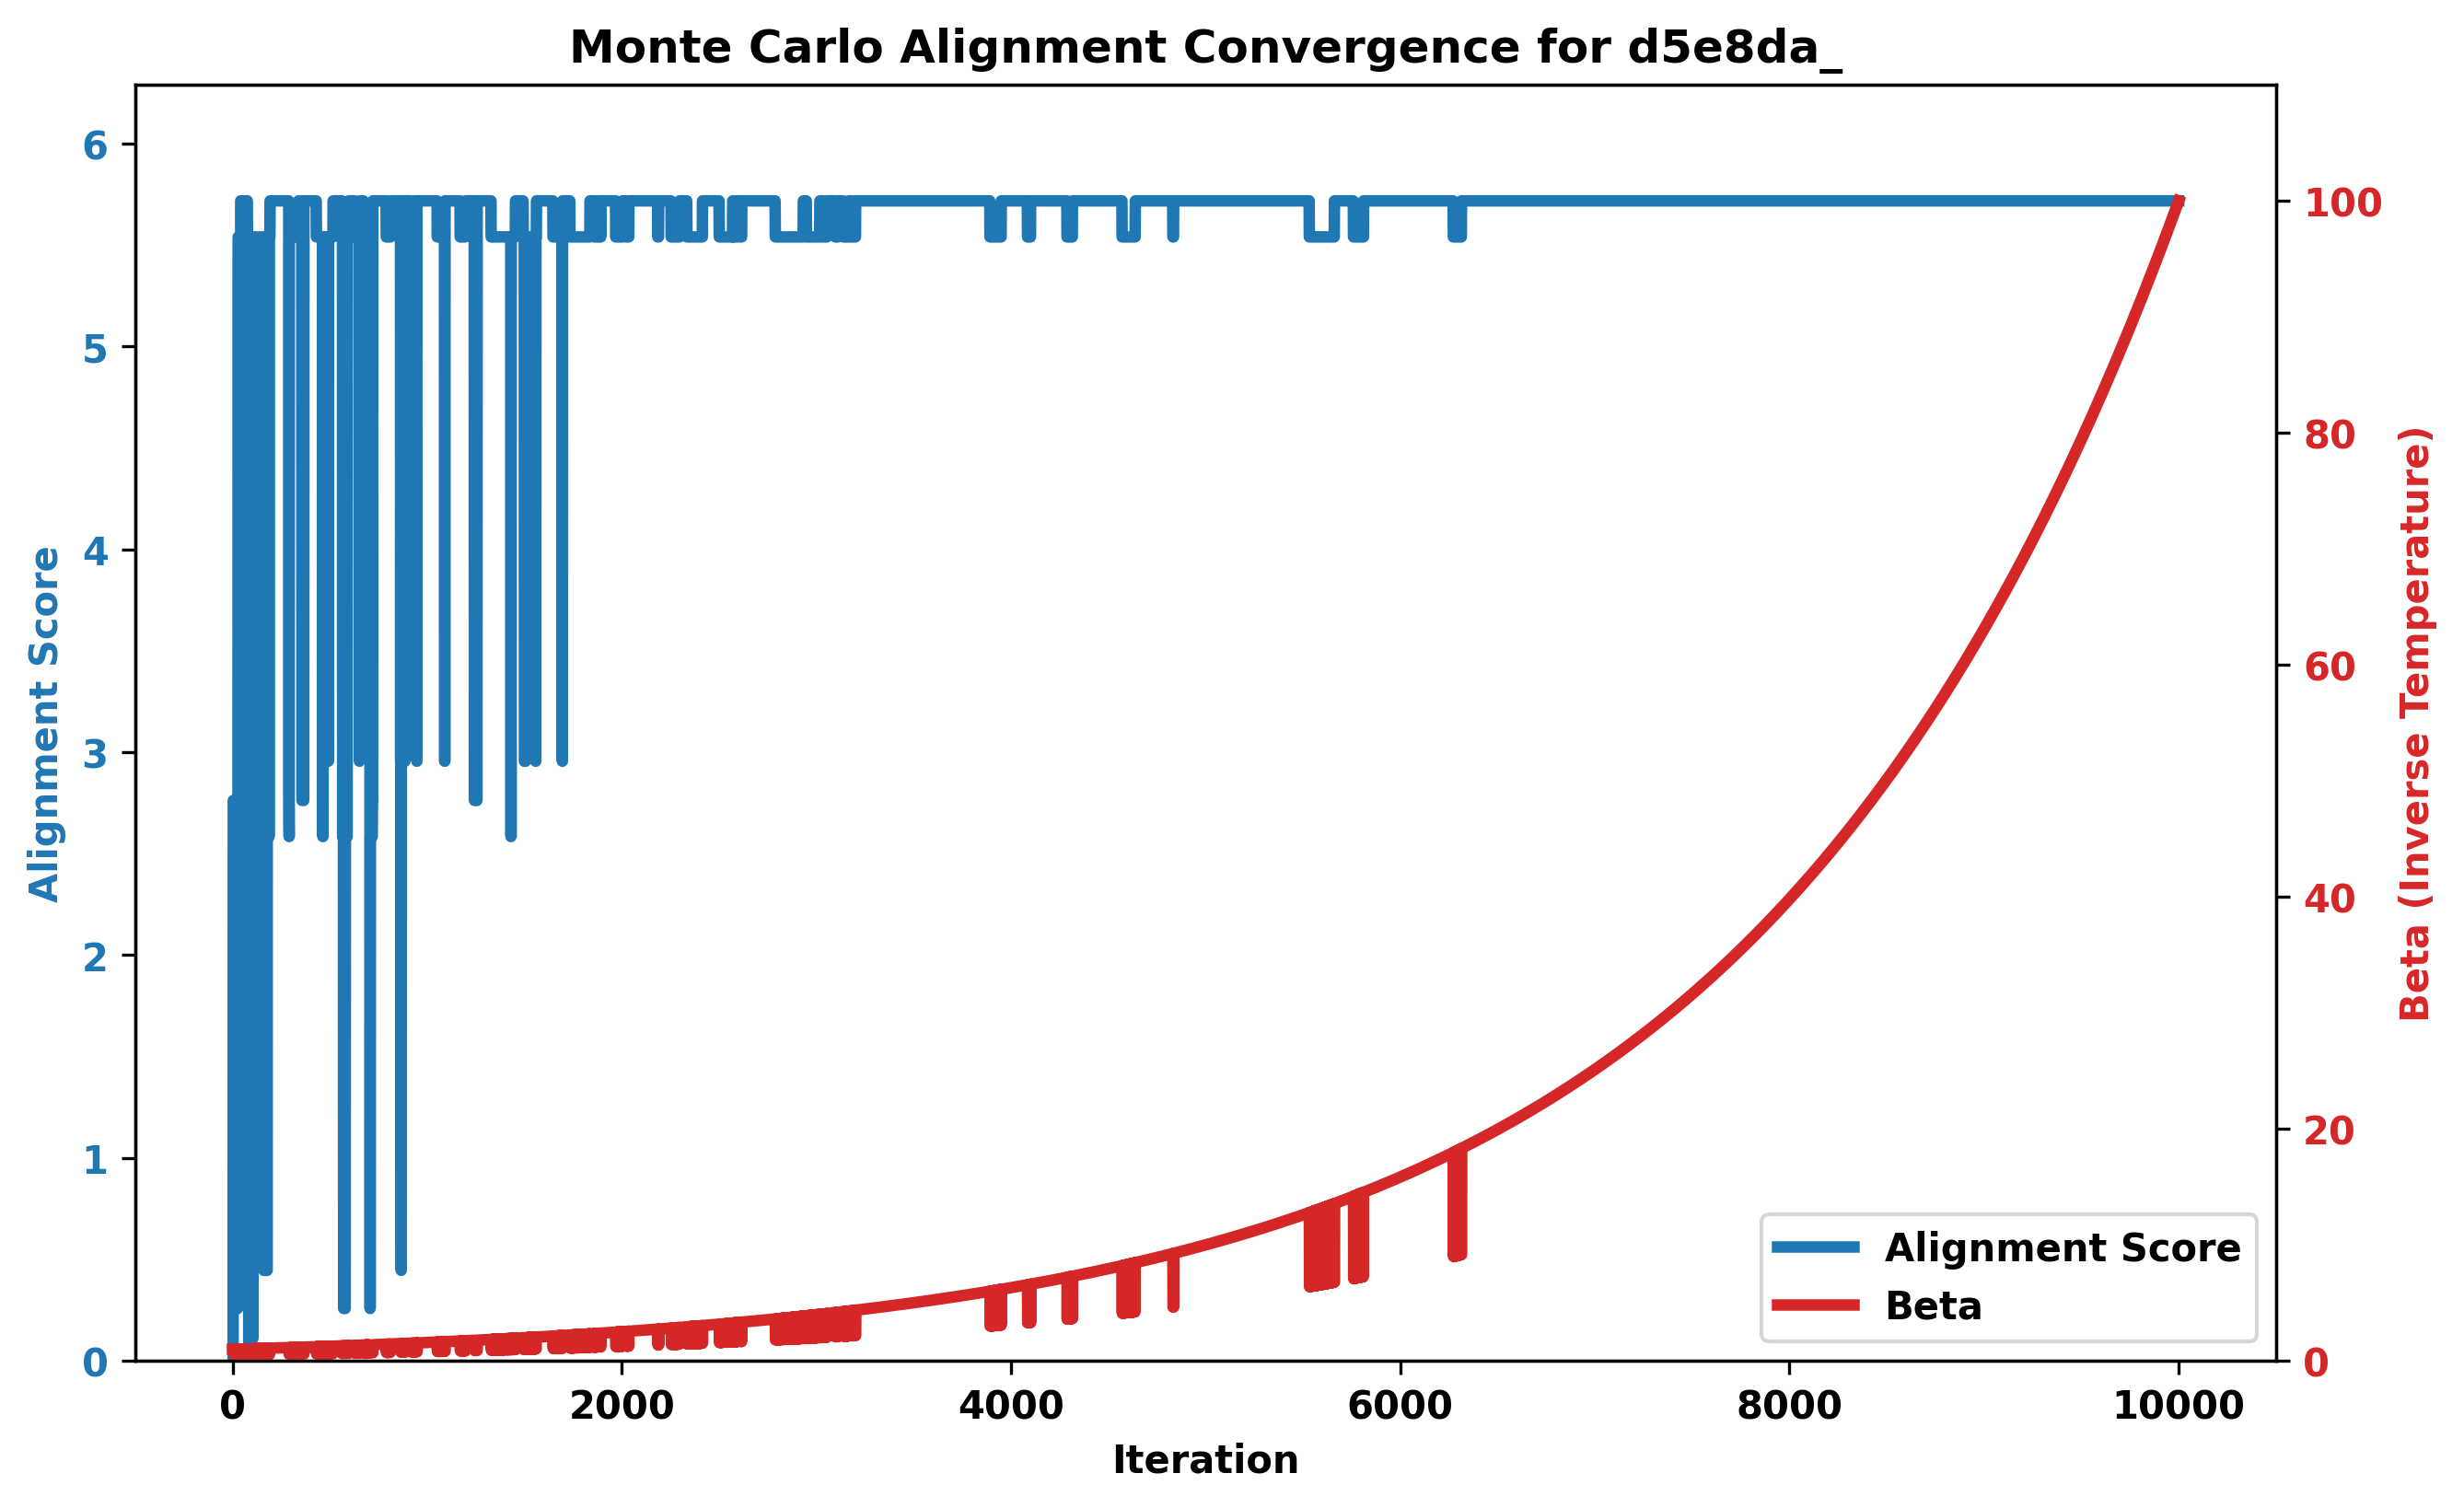 Monte Carlo Alignment Convergence for d5e8da_
6
5
4
3
2
1
0
Alignment Score
100
80
60
40
20
0
Beta (Inverse Temperature)
Alignment Score
Beta
0 2000 4000 6000 8000 10000
Iteration